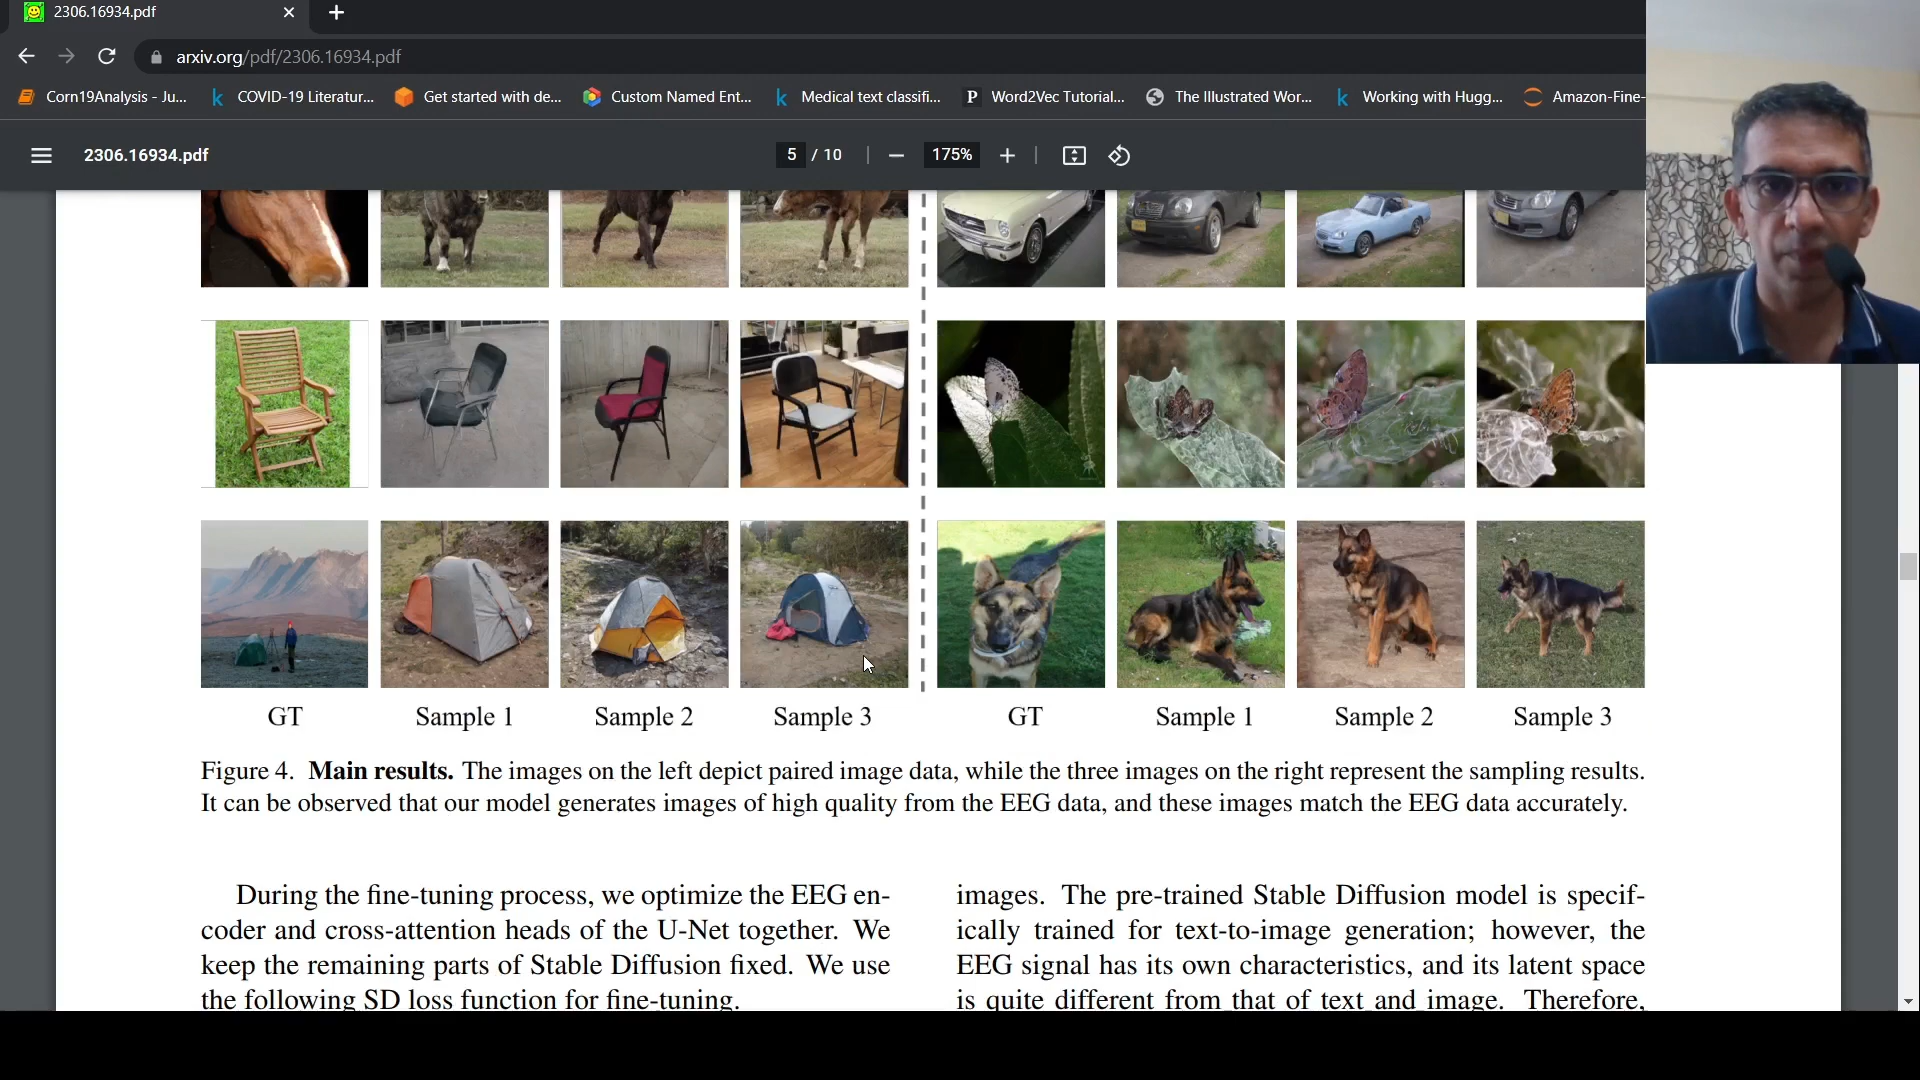 2306.16934.pdf
arxiv.org/pdf/2306.16934.pdf
Corn19Analysis - Ju... COVID-19 Literatur... Get started with de... Custom Named Ent... Medical text classifi... Word2Vec Tutorial... The Illustrated Wor... Working with Hugg... Amazon-Fine-
2306.16934.pdf 5 / 10 175%
GT Sample 1 Sample 2 Sample 3 GT Sample 1 Sample 2 Sample 3
Figure 4. Main results. The images on the left depict paired image data, while the three images on the right represent the sampling results.
It can be observed that our model generates images of high quality from the EEG data, and these images match the EEG data accurately.
During the fine-tuning process, we optimize the EEG en-
coder and cross-attention heads of the U-Net together. We
keep the remaining parts of Stable Diffusion fixed. We use
the following SD loss function for fine-tuning.
images. The pre-trained Stable Diffusion model is specif-
ically trained for text-to-image generation; however, the
EEG signal has its own characteristics, and its latent space
is quite different from that of text and image. Therefore,